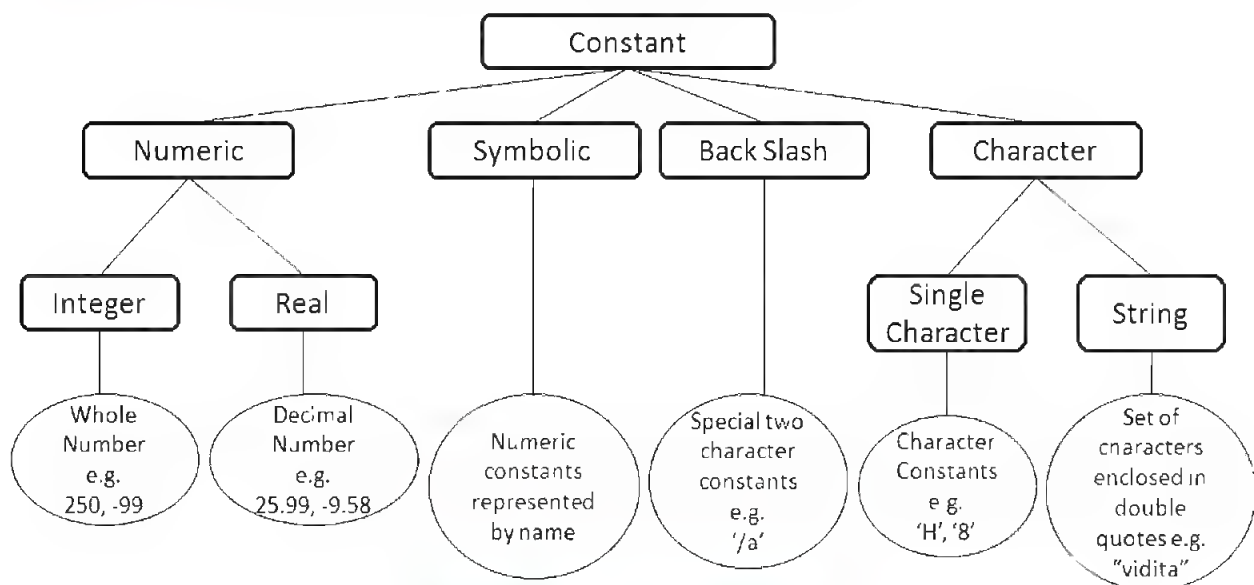 Constant
Numeric
Symbolic
Back Slash
Character
Integer
Real
Single
Character
String
Whole
Number
e.g.
250, -99
Decimal
Number
e.g.
25.99, -9.58
Numeric
constants
represented
by name
Special two
character
constants
e.g.
‘/a’
Character
Constants
e g.
‘H’, ‘8’
Set of
cnaracters
enclosed in
double
quotes e.g.
“vidita”